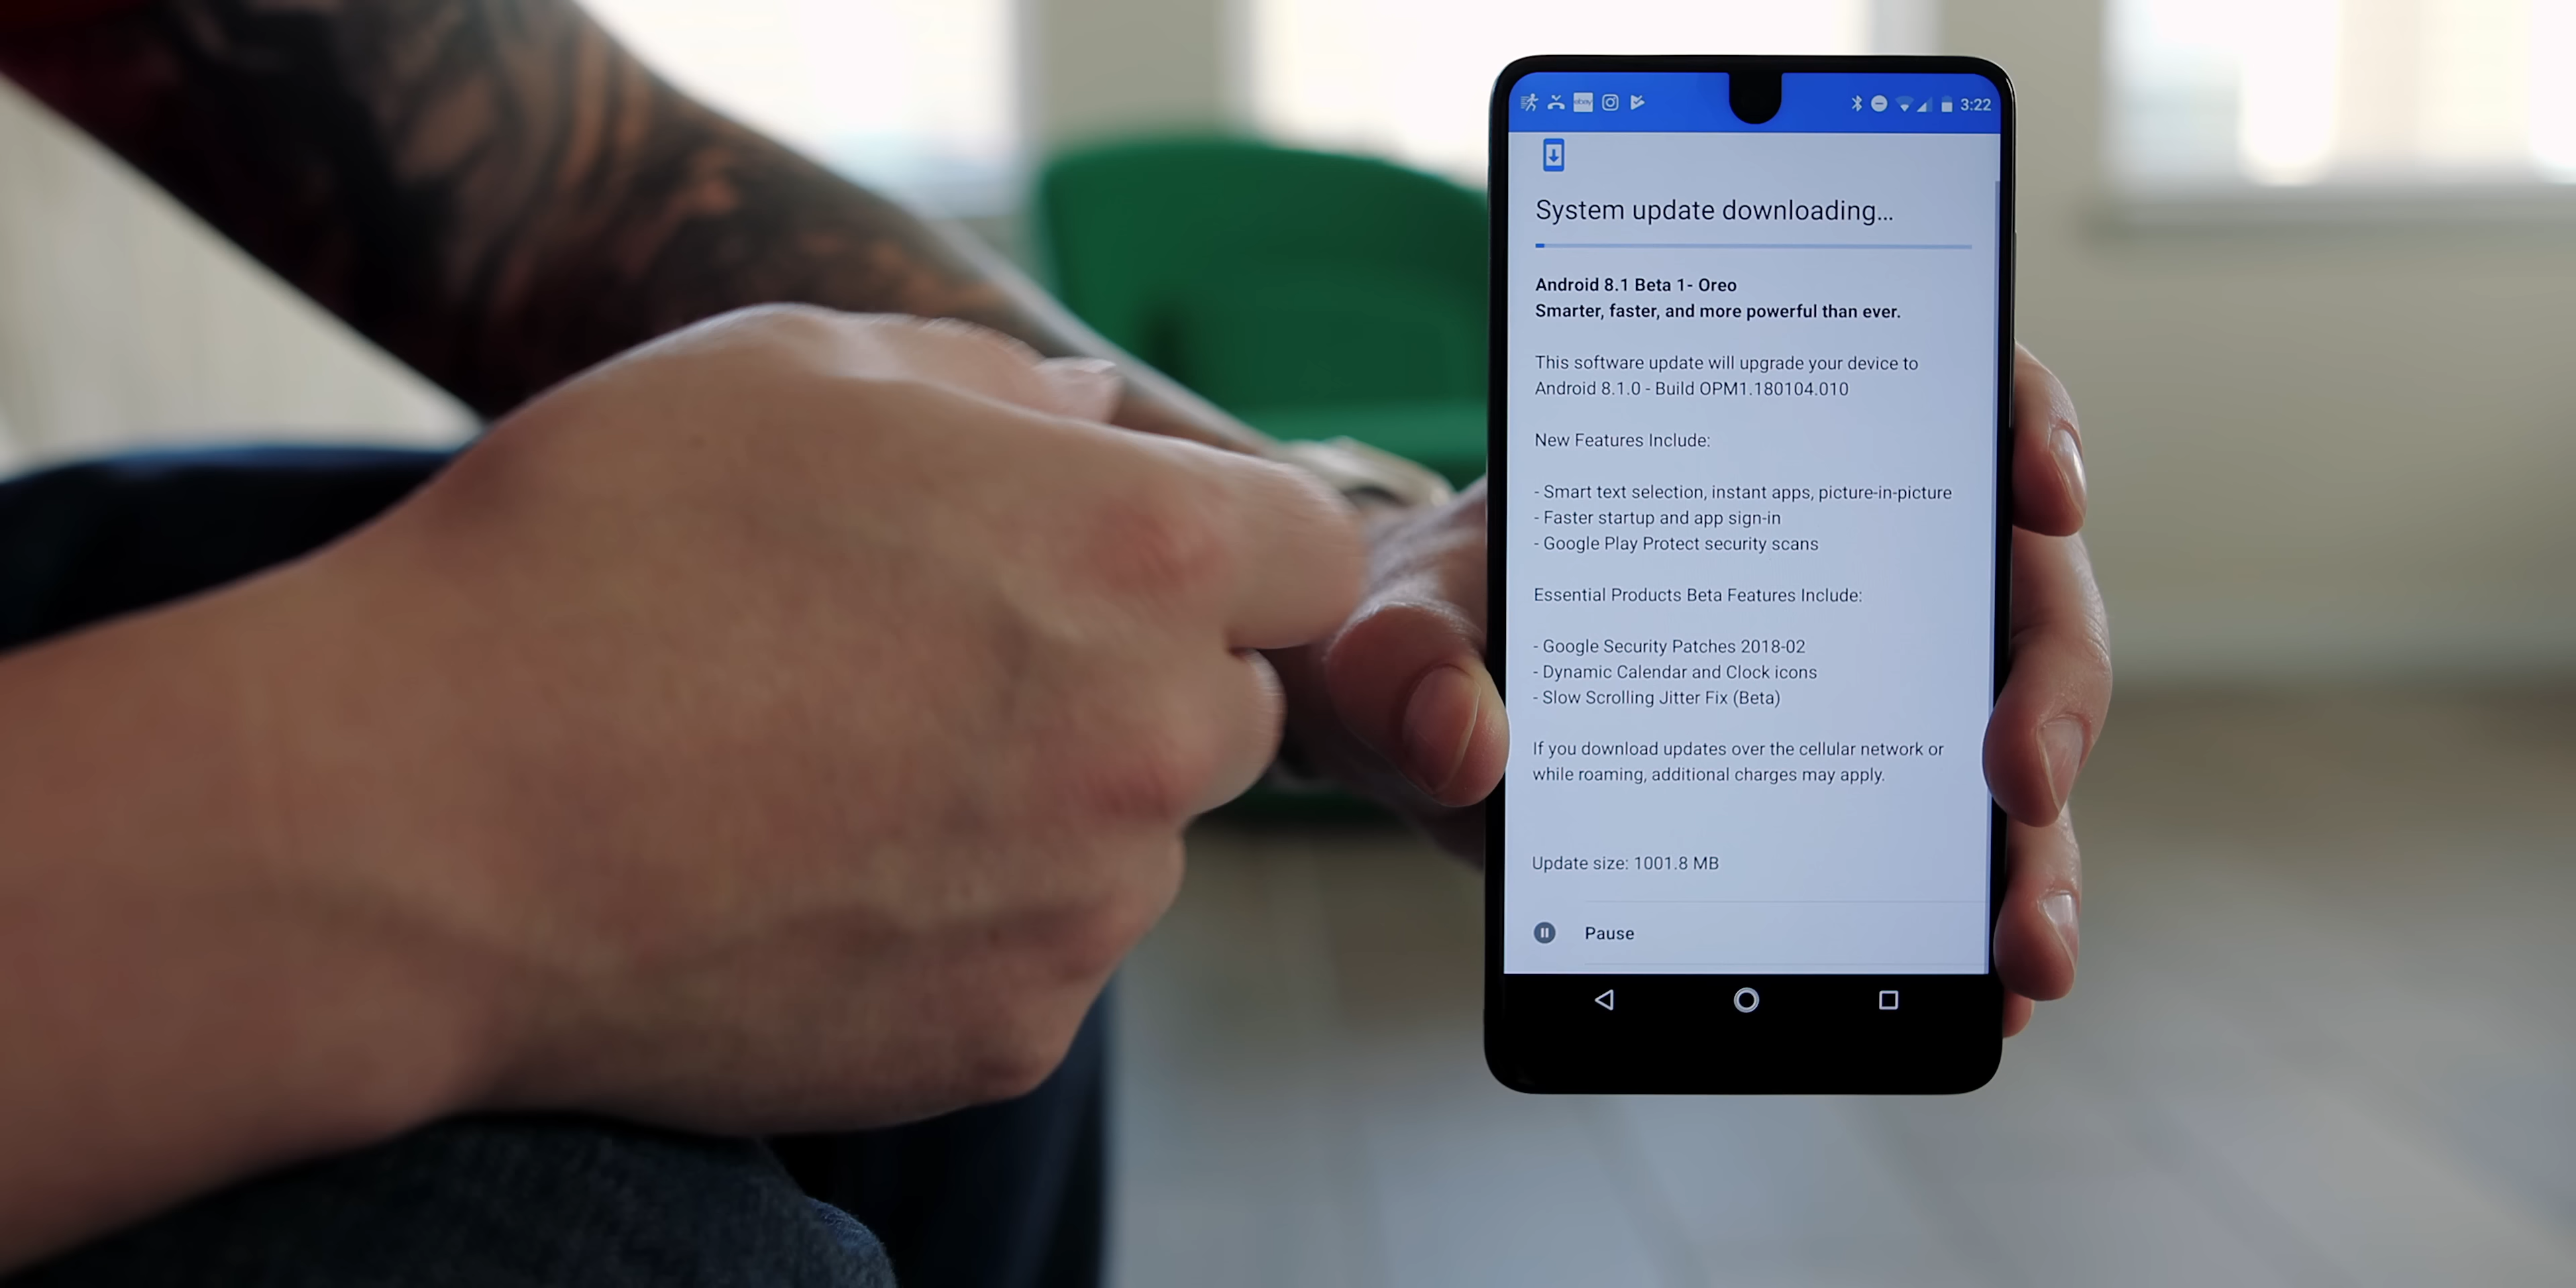 ebay 3:22
System update downloading...
Android 8.1 Beta 1- Oreo
Smarter, faster, and more powerful than ever.
This software update will upgrade your device to
Android 8.1.0 - Build OPM1.180104.010
New Features Include:
- Smart text selection, instant apps, picture-in-picture
- Faster startup and app sign-in
- Google Play Protect security scans
Essential Products Beta Features Include:
- Google Security Patches 2018-02
- Dynamic Calendar and Clock icons
- Slow Scrolling Jitter Fix (Beta)
If you download updates over the cellular network or
while roaming, additional charges may apply.
Update size: 1001.8 MB
Pause